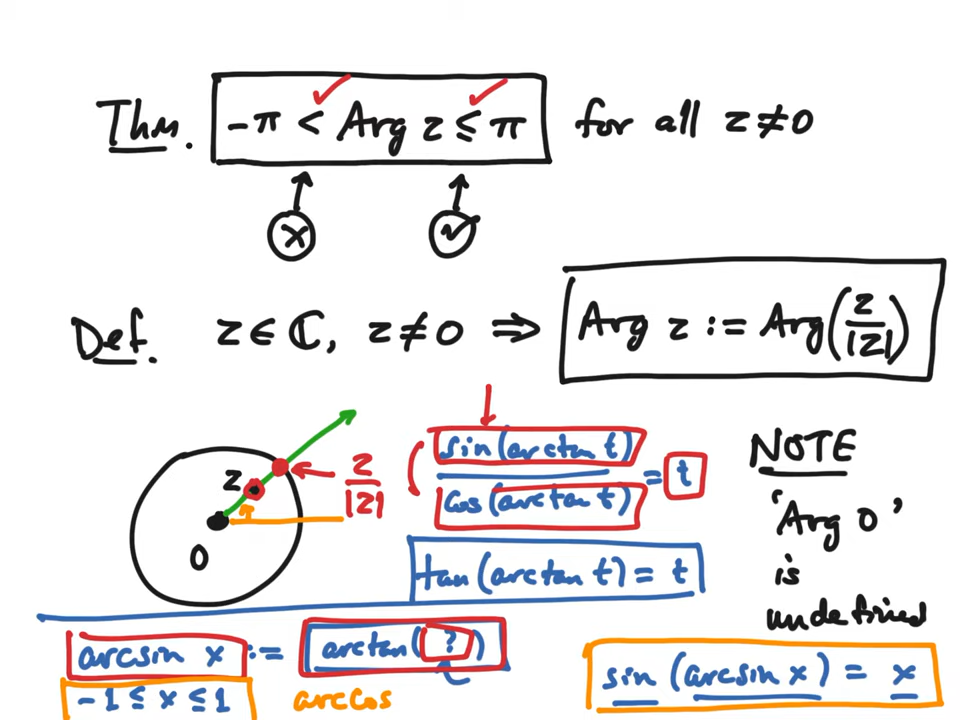 Thm. -π < Arg z ≤ π for all z ≠ 0
× ✓
Def. z ∈ ℂ, z ≠ 0 ⇒ Arg z := Arg(z/|z|)
z
z/|z|
0
sin(arctan t)/cos(arctan t) = t
tan(arctan t) = t
NOTE
'Arg 0'
is
undefined
arcsin x := arctan( ? )
-1 ≤ x ≤ 1
arccos
sin (arcsin x) = x